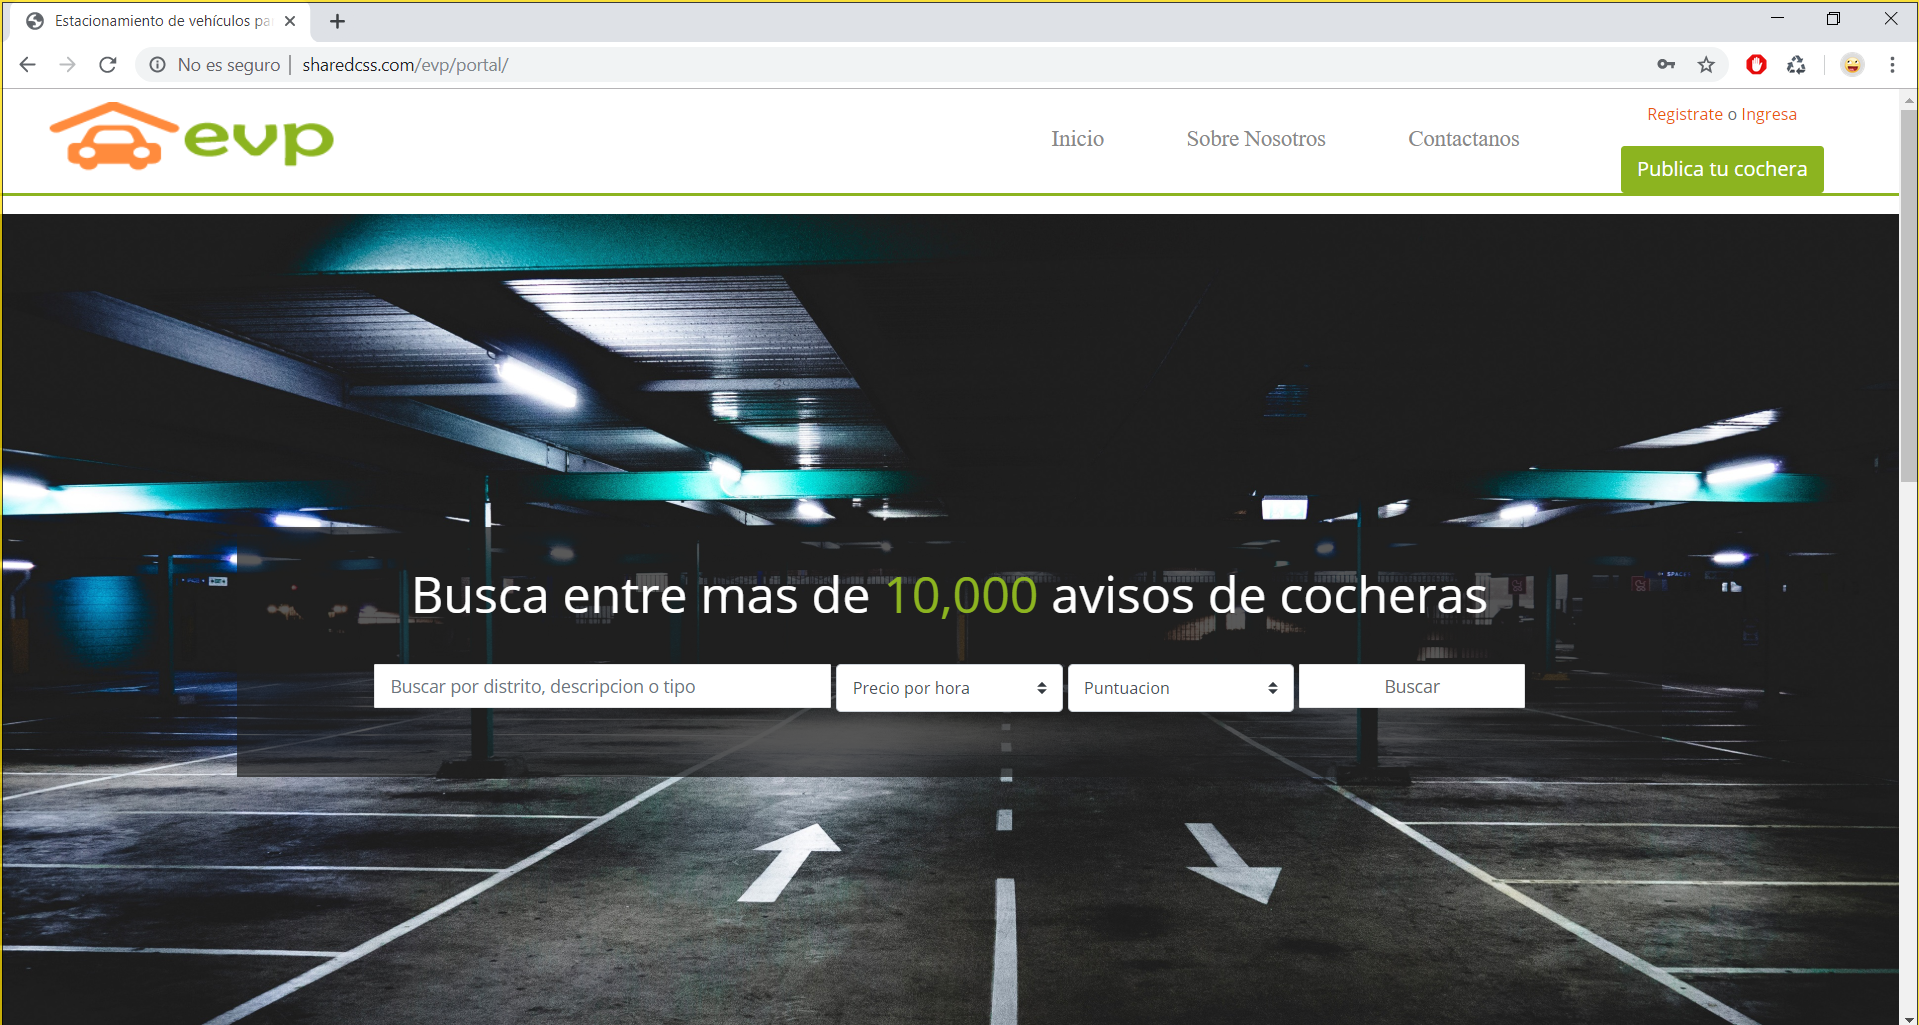 Estacionamiento de vehículos pa
No es seguro | sharedcss.com/evp/portal/
evp
Inicio
Sobre Nosotros
Contactanos
Registrate o Ingresa
Publica tu cochera
Busca entre mas de 10,000 avisos de cocheras
Buscar por distrito, descripcion o tipo
Precio por hora
Puntuacion
Buscar